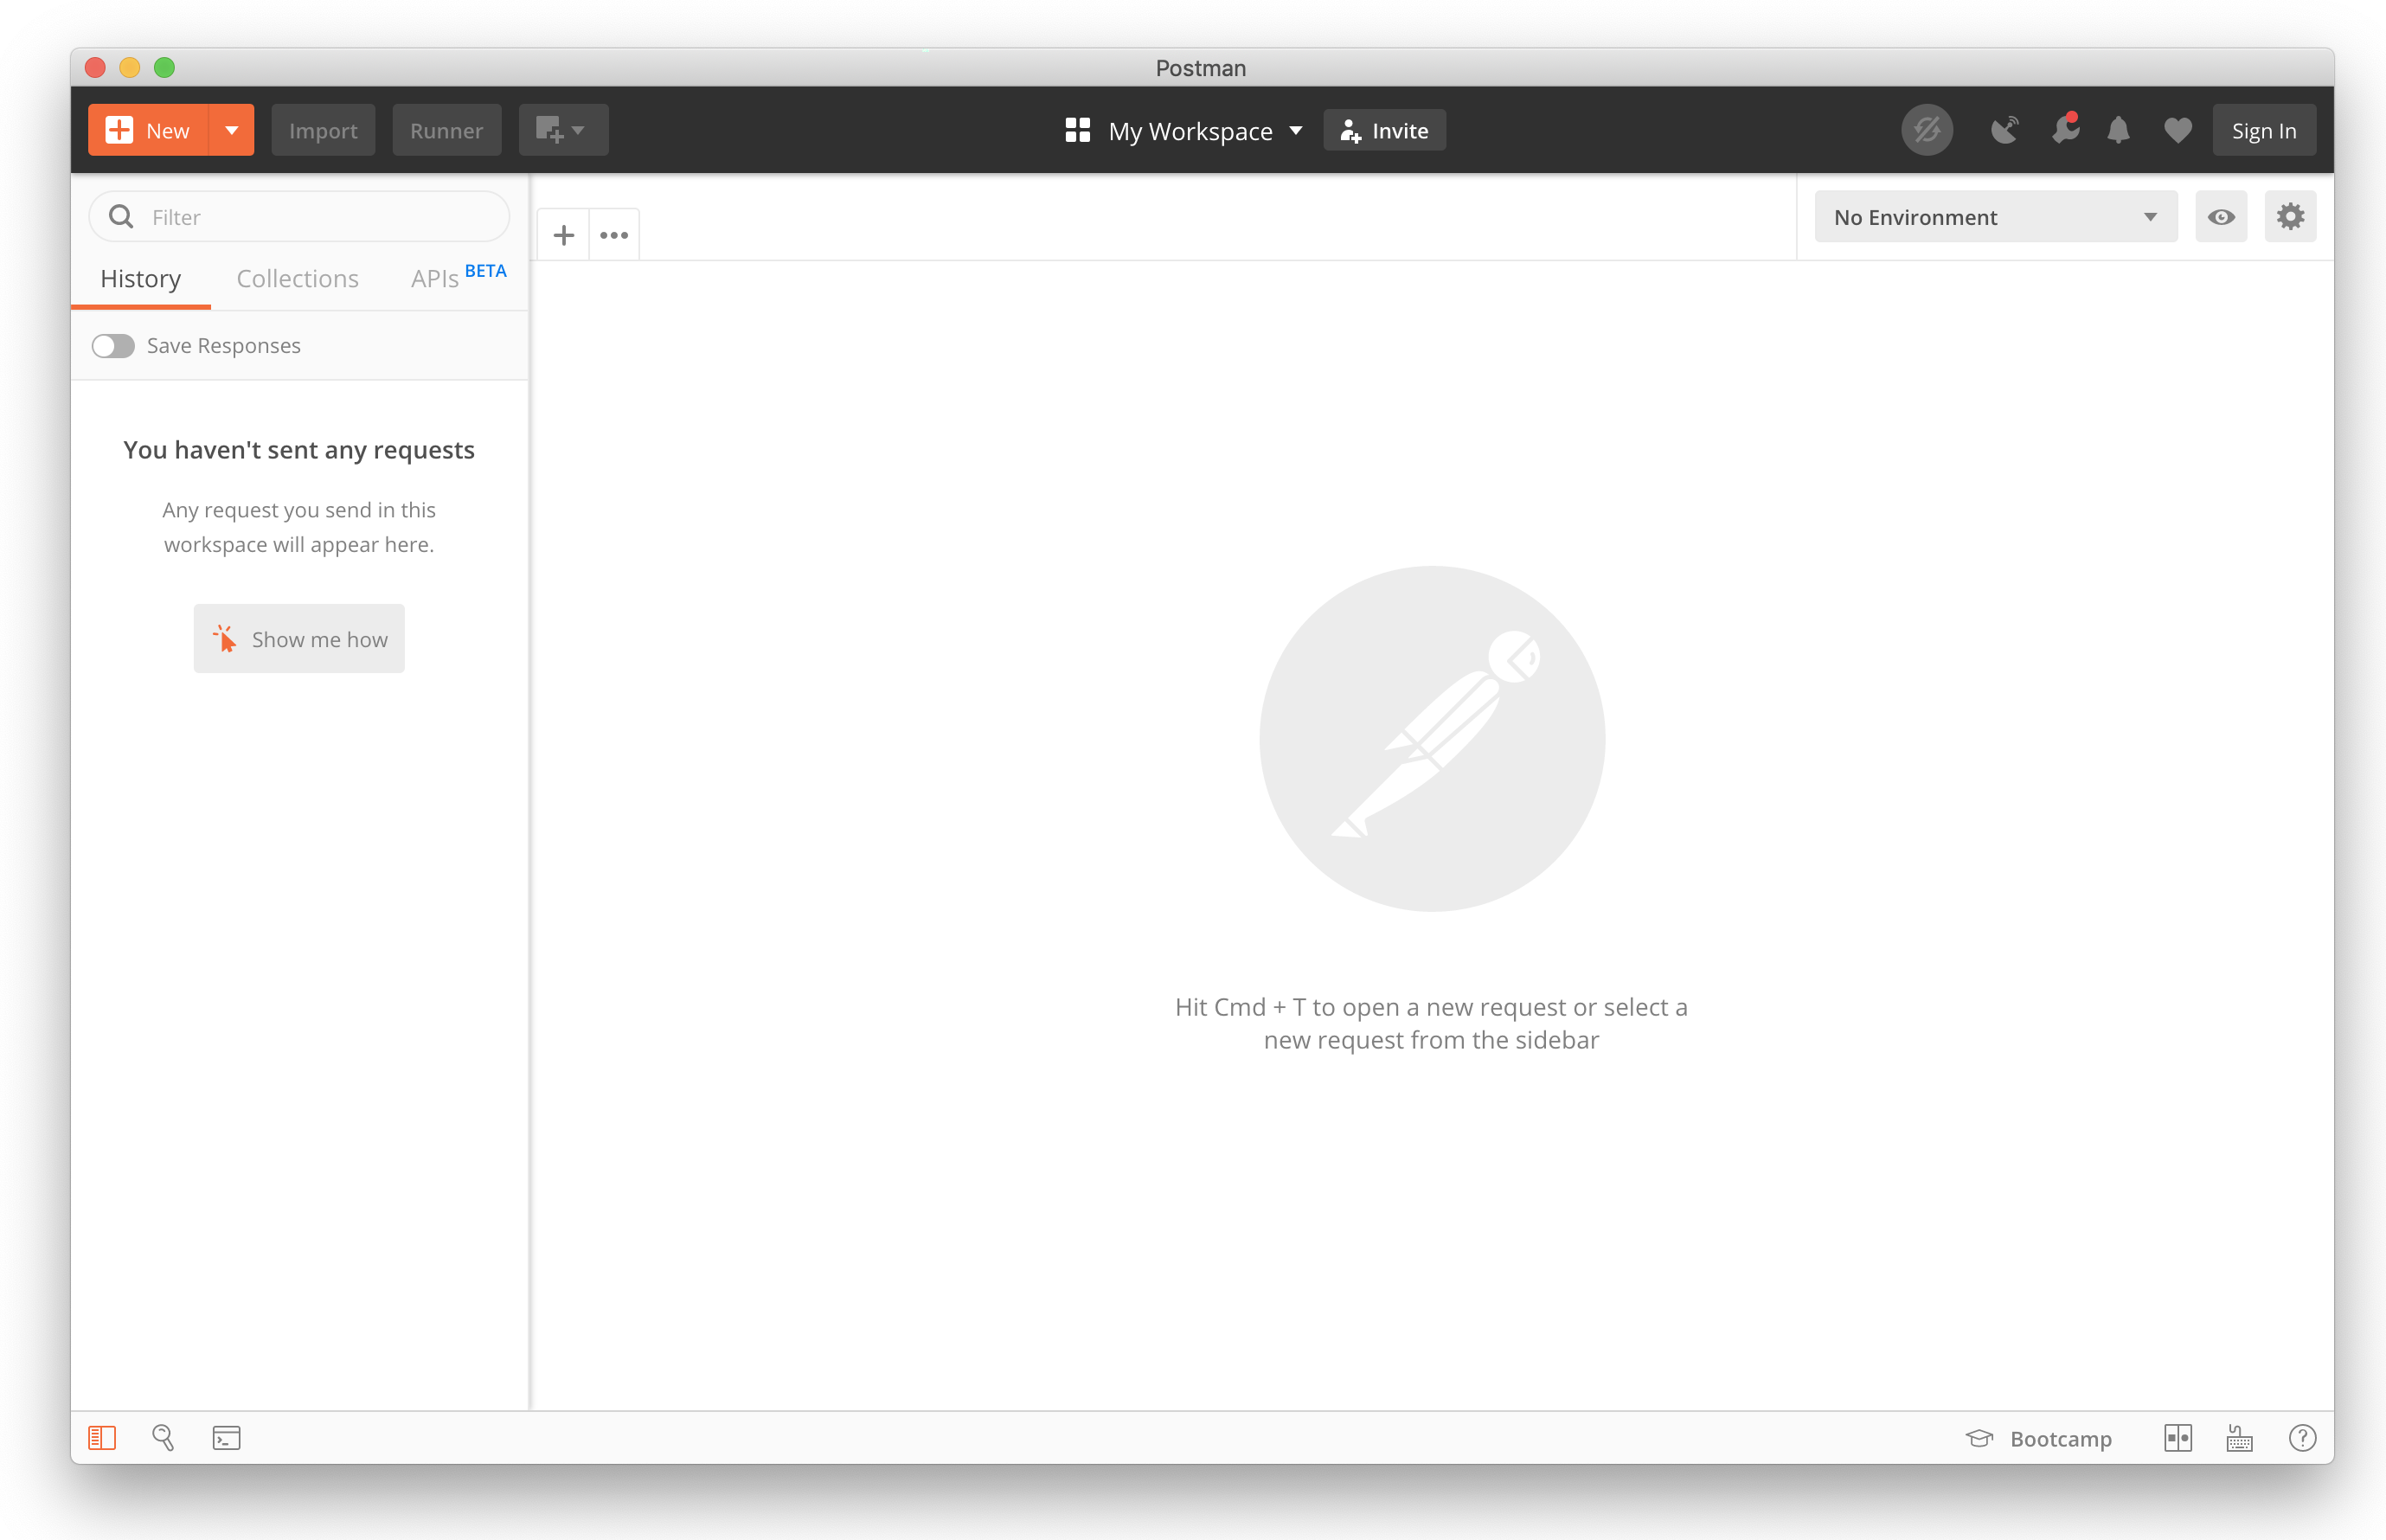 Postman
New
Import
Runner
My Workspace
Invite
Sign In
Filter
No Environment
History
Collections
APIs BETA
Save Responses
You haven't sent any requests
Any request you send in this
workspace will appear here.
Show me how
Hit Cmd + T to open a new request or select a
new request from the sidebar
Bootcamp